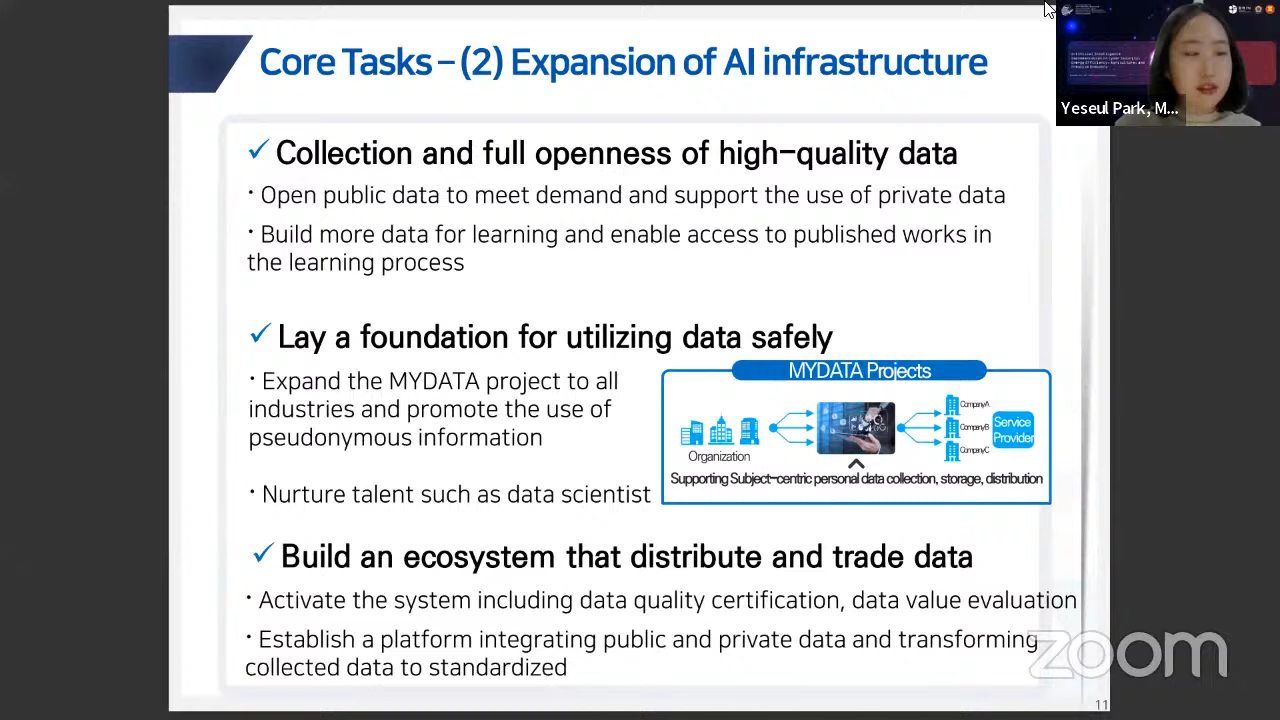 Core Tasks – (2) Expansion of AI infrastructure
Yeseul Park, M...
✓ Collection and full openness of high-quality data
· Open public data to meet demand and support the use of private data
· Build more data for learning and enable access to published works in
the learning process
✓ Lay a foundation for utilizing data safely
· Expand the MYDATA project to all
industries and promote the use of
pseudonymous information
· Nurture talent such as data scientist
MYDATA Projects
Organization
CompanyA
CompanyB
CompanyC
Service
Provider
Supporting Subject-centric personal data collection, storage, distribution
✓ Build an ecosystem that distribute and trade data
· Activate the system including data quality certification, data value evaluation
· Establish a platform integrating public and private data and transforming
collected data to standardized
zoom
11